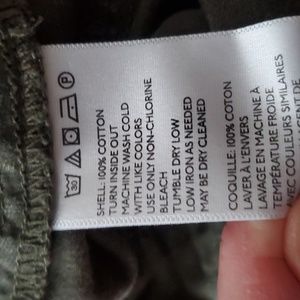 30
P
SHELL: 100% COTTON
TURN INSIDE OUT
MACHINE WASH COLD
WITH LIKE COLORS
USE ONLY NON-CHLORINE
BLEACH
TUMBLE DRY LOW
LOW IRON AS NEEDED
MAY BE DRY CLEANED
COQUILLE: 100% COTON
LAVER À L'ENVERS
LAVAGE EN MACHINE À
TEMPÉRATURE FROIDE
AVEC COULEURS SIMILAIRES